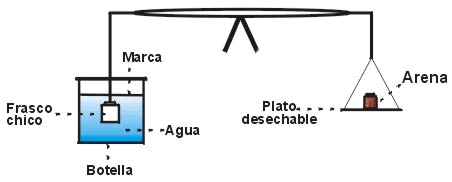 Marca
Frasco
chico
Agua
Botella
Plato
desechable
Arena